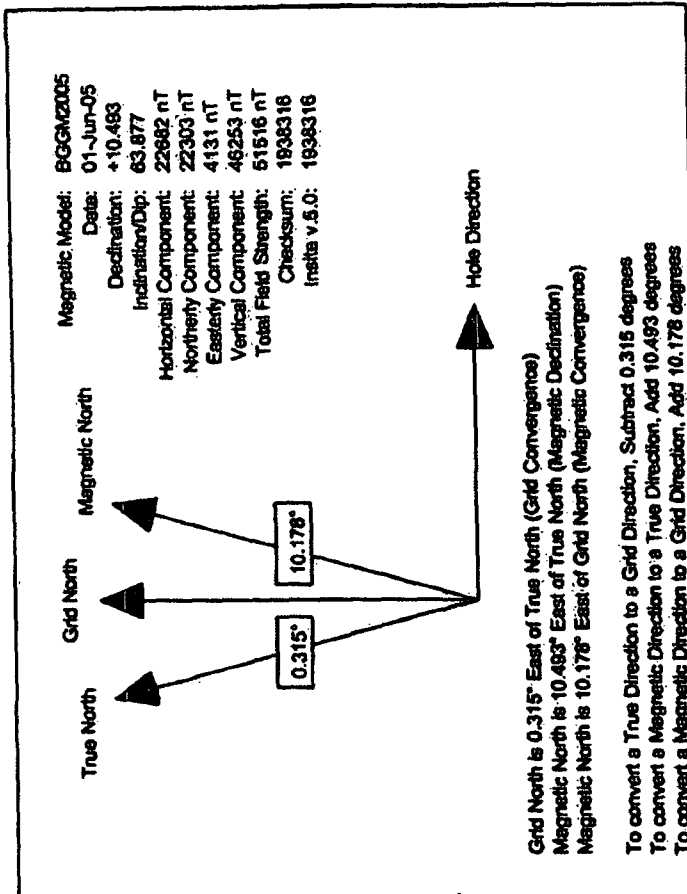 Magnetic Model: BGGM2005
Date: 01-Jun-05
Declination: +10.493
Inclination/Dip: 63.877
Horizontal Component: 22682 nT
Northerly Component: 22303 nT
Easterly Component: 4131 nT
Vertical Component: 46253 nT
Total Field Strength: 51516 nT
Checksum: 1938316
Insite v.5.0: 1938316
True North
Grid North
Magnetic North
0.315°
10.178°
Hole Direction
Grid North is 0.315° East of True North (Grid Convergence)
Magnetic North is 10.493° East of True North (Magnetic Declination)
Magnetic North is 10.178° East of Grid North (Magnetic Convergence)
To convert a True Direction to a Grid Direction, Subtract 0.315 degrees
To convert a Magnetic Direction to a True Direction, Add 10.493 degrees
To convert a Magnetic Direction to a Grid Direction, Add 10.178 degrees